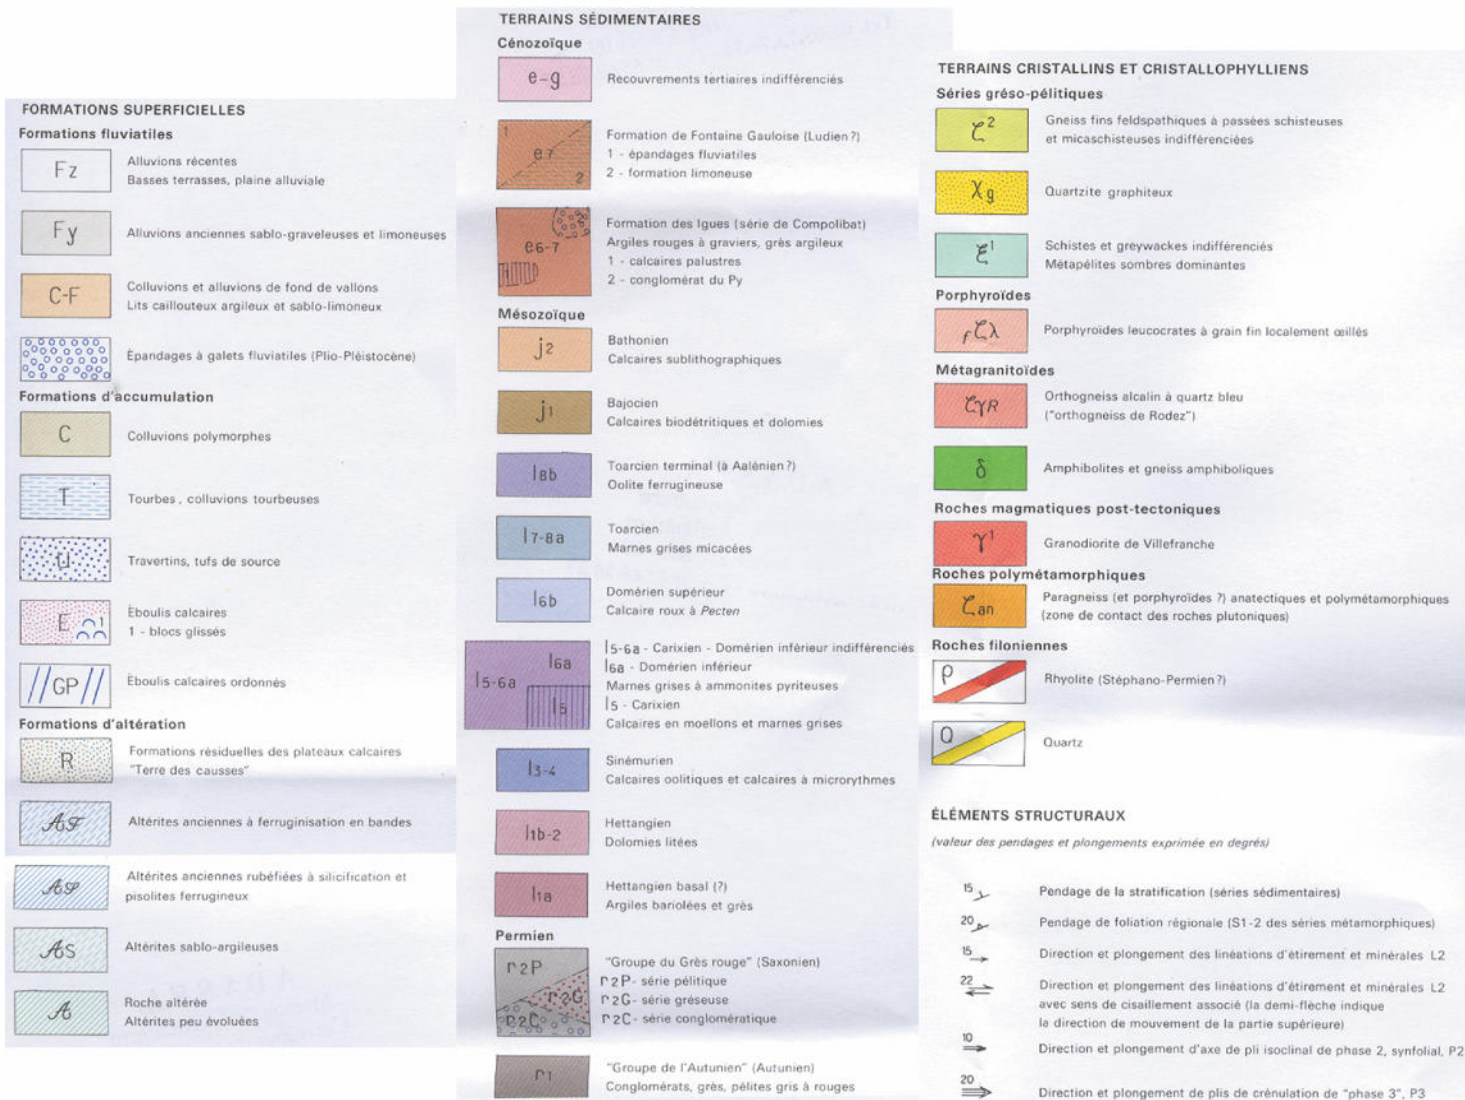 FORMATIONS SUPERFICIELLES
Formations fluviatiles
Fz
Alluvions récentes
Basses terrasses, plaine alluviale
Fy
Alluvions anciennes sablo-graveleuses et limoneuses
C-F
Colluvions et alluvions de fond de vallons
Lits caillouteux argileux et sablo-limoneux
Épandages à galets fluviatiles (Plio-Pléistocène)
Formations d'accumulation
C
Colluvions polymorphes
T
Tourbes, colluvions tourbeuses
U
Travertins, tufs de source
E 1
Éboulis calcaires
1 - blocs glissés
GP
Éboulis calcaires ordonnés
Formations d'altération
R
Formations résiduelles des plateaux calcaires
"Terre des causses"
AF
Altérites anciennes à ferruginisation en bandes
Altérites anciennes rubéfiées à silicification et
pisolites ferrugineux
AS
Altérites sablo-argileuses
A
Roche altérée
Altérites peu évoluées
TERRAINS SÉDIMENTAIRES
Cénozoïque
e-g
Recouvrements tertiaires indifférenciés
1
e7
2
Formation de Fontaine Gauloise (Ludien?)
1 - épandages fluviatiles
2 - formation limoneuse
e6-7
Formation des Igues (série de Compolibat)
Argiles rouges à graviers, grès argileux
1 - calcaires palustres
2 - conglomérat du Py
Mésozoïque
j2
Bathonien
Calcaires sublithographiques
j1
Bajocien
Calcaires biodétritiques et dolomies
l8b
Toarcien terminal (à Aalénien?)
Oolite ferrugineuse
l7-8a
Toarcien
Marnes grises micacées
l6b
Domérien supérieur
Calcaire roux à Pecten
l5-6a
l6a
l5
l5-6a - Carixien - Domérien inférieur indifférenciés
l6a - Domérien inférieur
Marnes grises à ammonites pyriteuses
l5 - Carixien
Calcaires en moellons et marnes grises
l3-4
Sinémurien
Calcaires oolitiques et calcaires à microrythmes
l1b-2
Hettangien
Dolomies litées
l1a
Hettangien basal (?)
Argiles bariolées et grès
Permien
r2P
r2G
r2C
"Groupe du Grès rouge" (Saxonien)
r2P- série pélitique
r2G- série gréseuse
r2C- série conglomératique
r1
"Groupe de l'Autunien" (Autunien)
Conglomérats, grès, pélites gris à rouges
TERRAINS CRISTALLINS ET CRISTALLOPHYLLIENS
Séries gréso-pélitiques
ζ2
Gneiss fins feldspathiques à passées schisteuses
et micaschisteuses indifférenciées
χg
Quartzite graphiteux
ξ1
Schistes et greywackes indifférenciés
Métapélites sombres dominantes
Porphyroïdes
fζλ
Porphyroïdes leucocrates à grain fin localement œillés
Métagranitoïdes
ζγR
Orthogneiss alcalin à quartz bleu
("orthogneiss de Rodez")
δ
Amphibolites et gneiss amphiboliques
Roches magmatiques post-tectoniques
γ1
Granodiorite de Villefranche
Roches polymétamorphiques
ζan
Paragneiss (et porphyroïdes ?) anatectiques et polymétamorphiques
(zone de contact des roches plutoniques)
Roches filoniennes
ρ
Rhyolite (Stéphano-Permien?)
Q
Quartz
ÉLÉMENTS STRUCTURAUX
(valeur des pendages et plongements exprimée en degrés)
15
Pendage de la stratification (séries sédimentaires)
20
Pendage de foliation régionale (S1-2 des séries métamorphiques)
15
Direction et plongement des linéations d'étirement et minérales L2
22
Direction et plongement des linéations d'étirement et minérales L2
avec sens de cisaillement associé (la demi-flèche indique
la direction de mouvement de la partie supérieure)
10
Direction et plongement d'axe de pli isoclinal de phase 2, synfolial, P2
20
Direction et plongement de plis de crénulation de "phase 3", P3